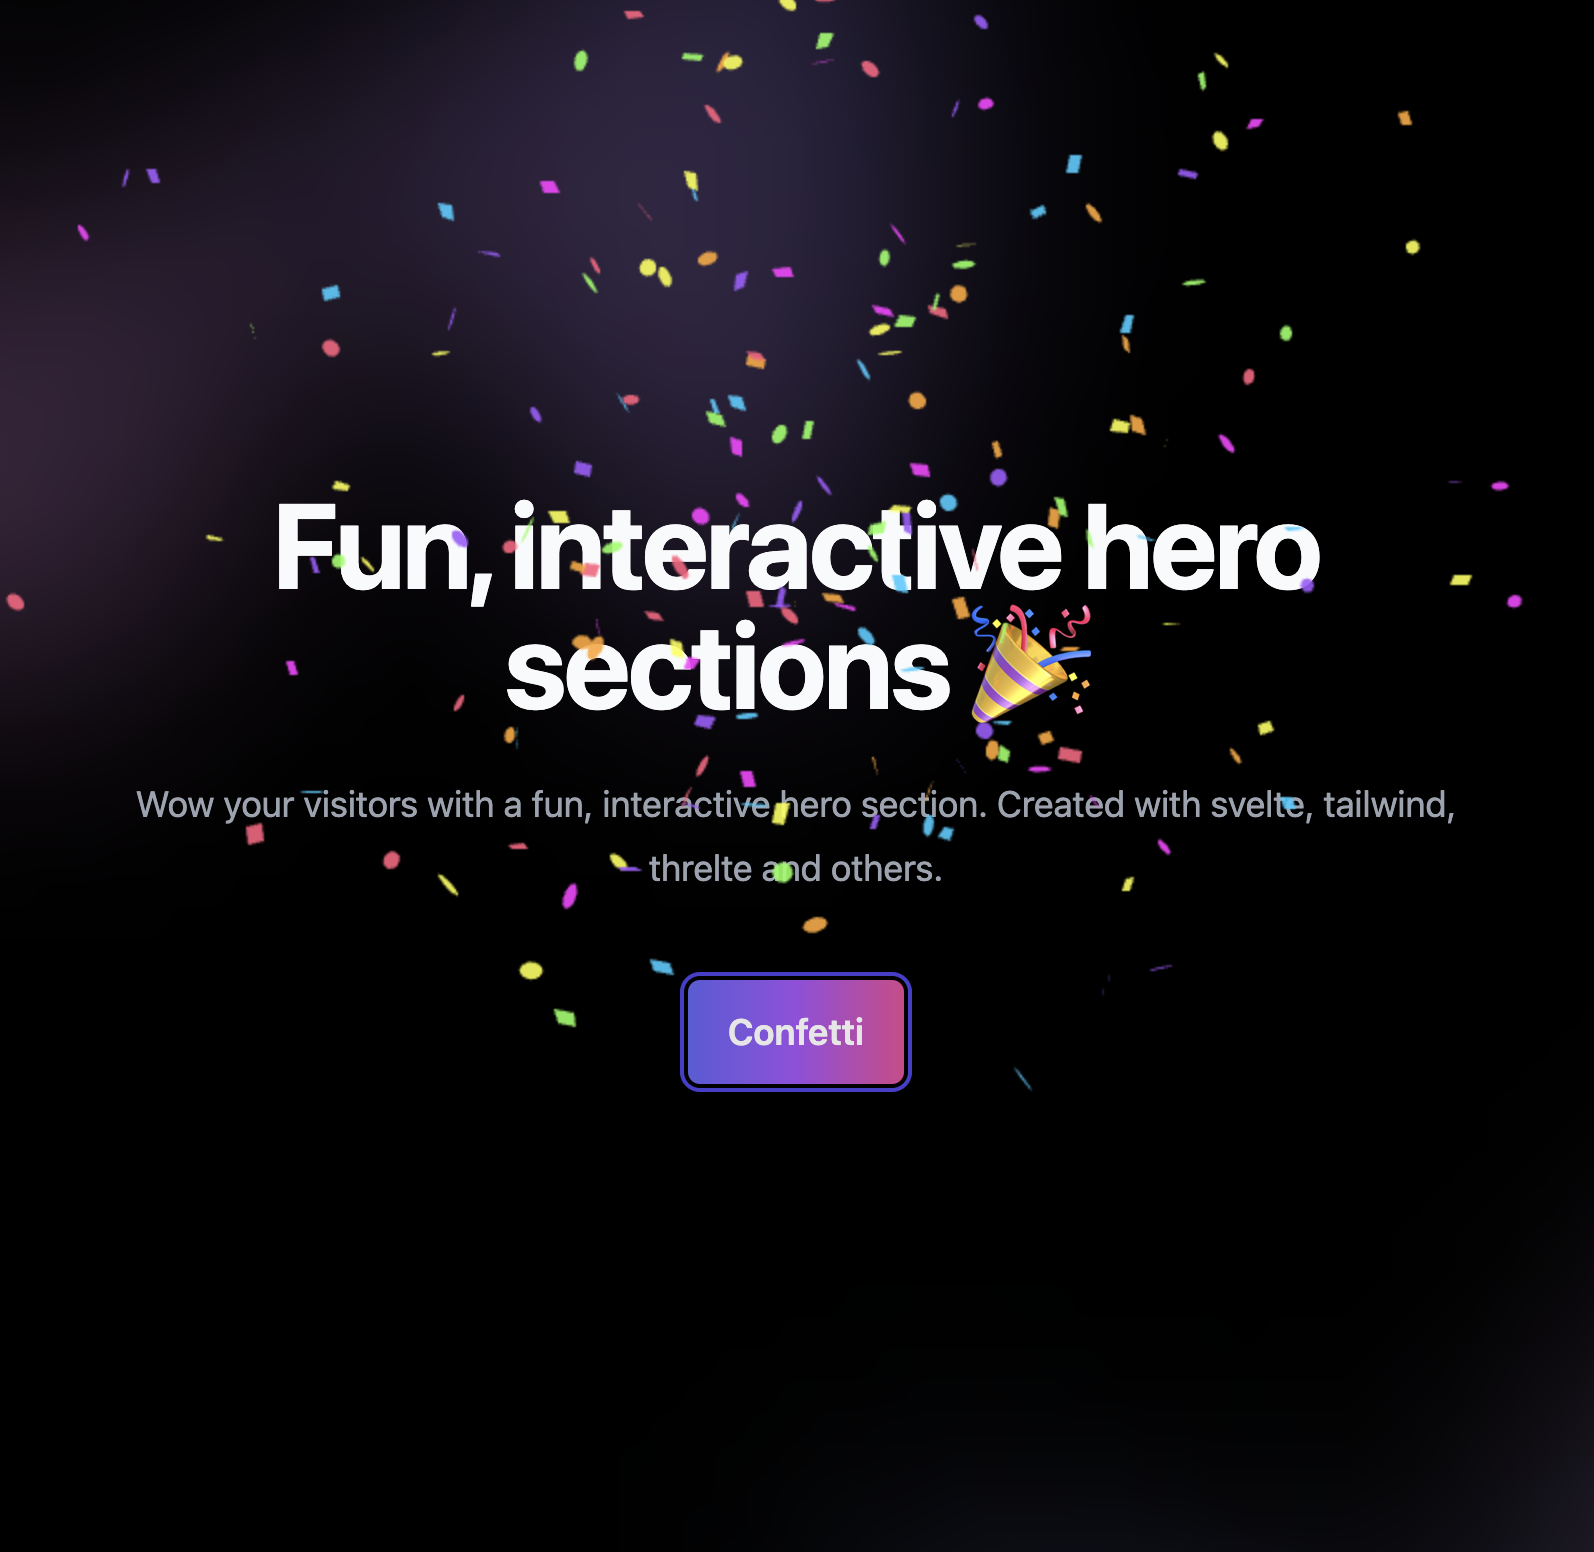 Fun, interactive hero
sections 🎉
Wow your visitors with a fun, interactive hero section. Created with svelte, tailwind,
threlte and others.
Confetti